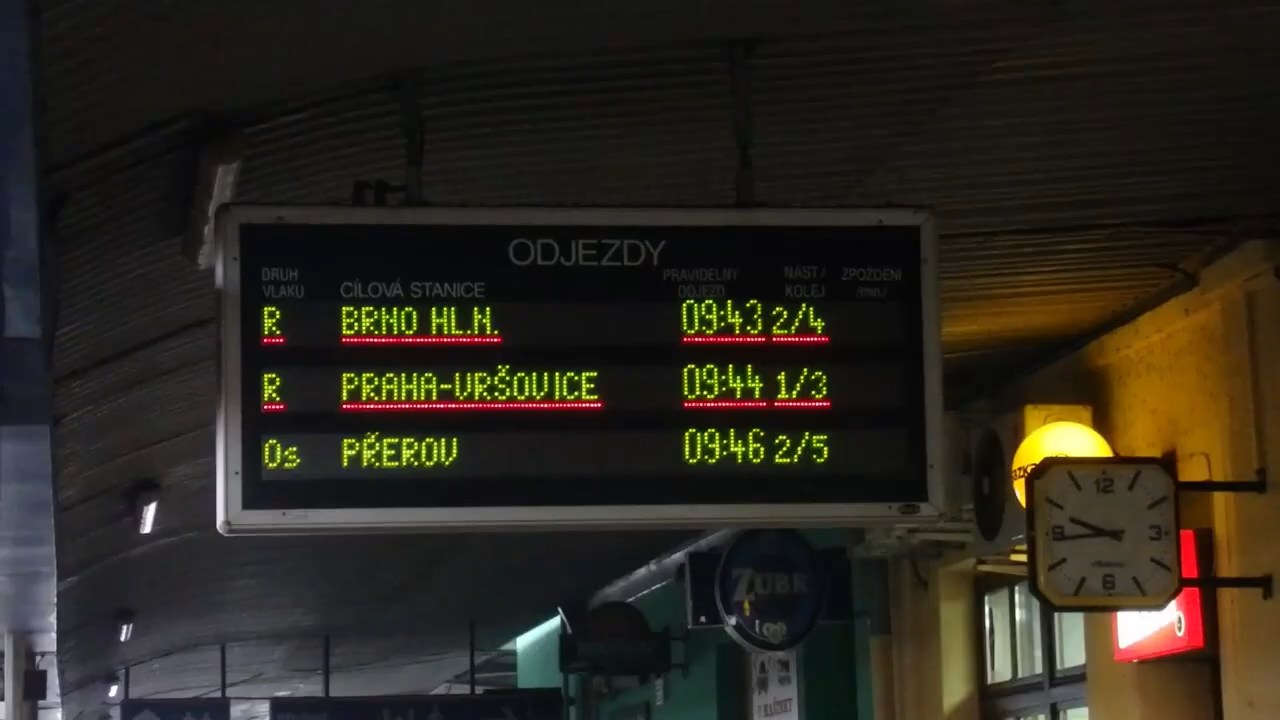 ODJEZDY
DRUH VLAKU
CÍLOVÁ STANICE
PRAVIDELNÝ ODJEZD
NÁST./ KOLEJ
ZPOŽDĚNÍ /min./
R BRNO HL.N. 09:43 2/4
R PRAHA-VRŠOVICE 09:44 1/3
Os PŘEROV 09:46 2/5
12
3
6
9
ZUBR